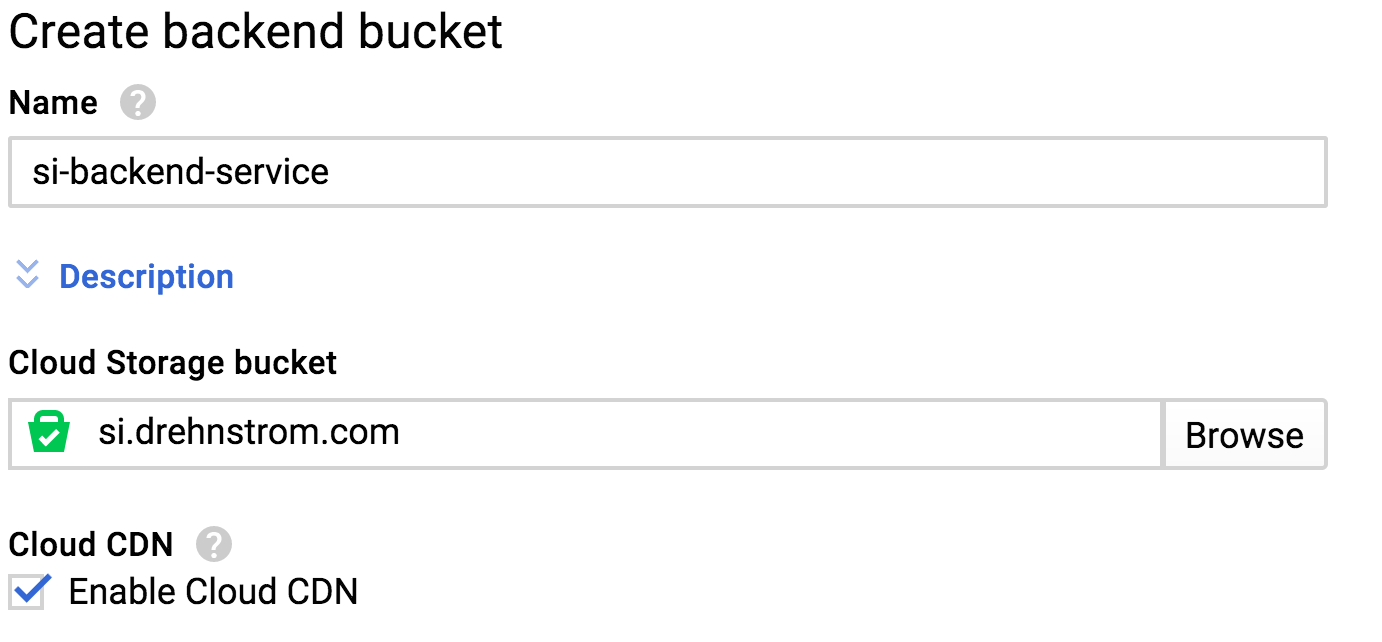 Create backend bucket
Name ?
si-backend-service
Description
Cloud Storage bucket
si.drehnstrom.com Browse
Cloud CDN ?
Enable Cloud CDN